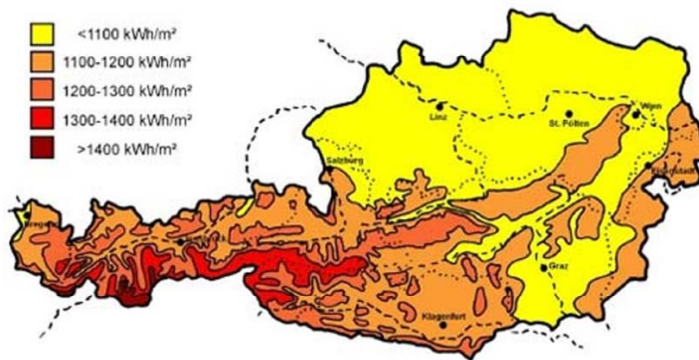 <1100 kWh/m²
1100-1200 kWh/m²
1200-1300 kWh/m²
1300-1400 kWh/m²
>1400 kWh/m²
Linz
St. Pölten
Wien
Salzburg
Graz
Klagenfurt